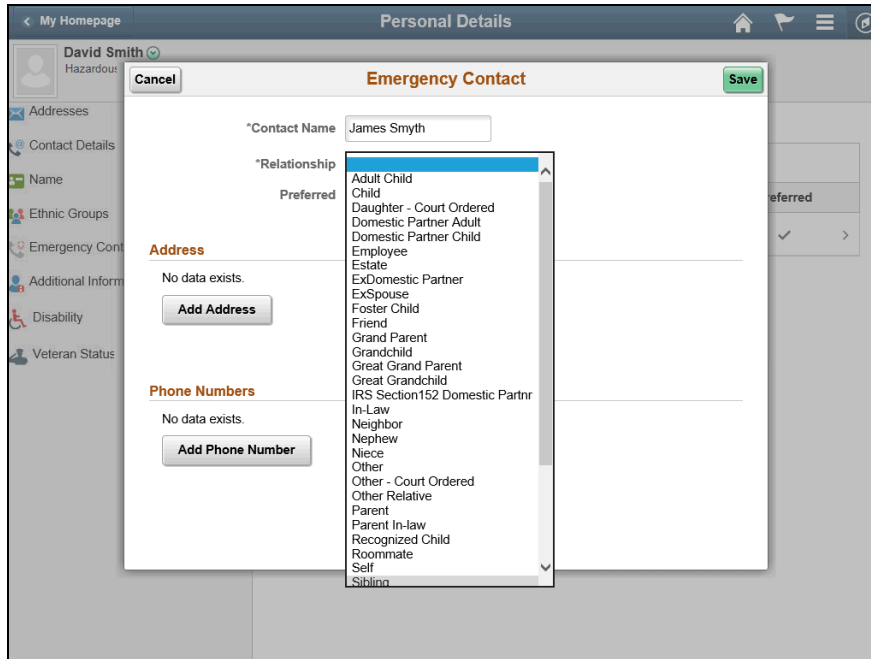 My Homepage
Personal Details
David Smith
Hazardous
Cancel
Emergency Contact
Save
Addresses
Contact Details
Name
Ethnic Groups
Emergency Cont
Additional Inform
Disability
Veteran Status
*Contact Name James Smyth
*Relationship
Preferred
Adult Child
Child
Daughter - Court Ordered
Domestic Partner Adult
Domestic Partner Child
Employee
Estate
ExDomestic Partner
ExSpouse
Foster Child
Friend
Grand Parent
Grandchild
Great Grand Parent
Great Grandchild
IRS Section152 Domestic Partnr
In-Law
Neighbor
Nephew
Niece
Other
Other - Court Ordered
Other Relative
Parent
Parent In-law
Recognized Child
Roommate
Self
Sibling
Address
No data exists.
Add Address
Phone Numbers
No data exists.
Add Phone Number
eferred